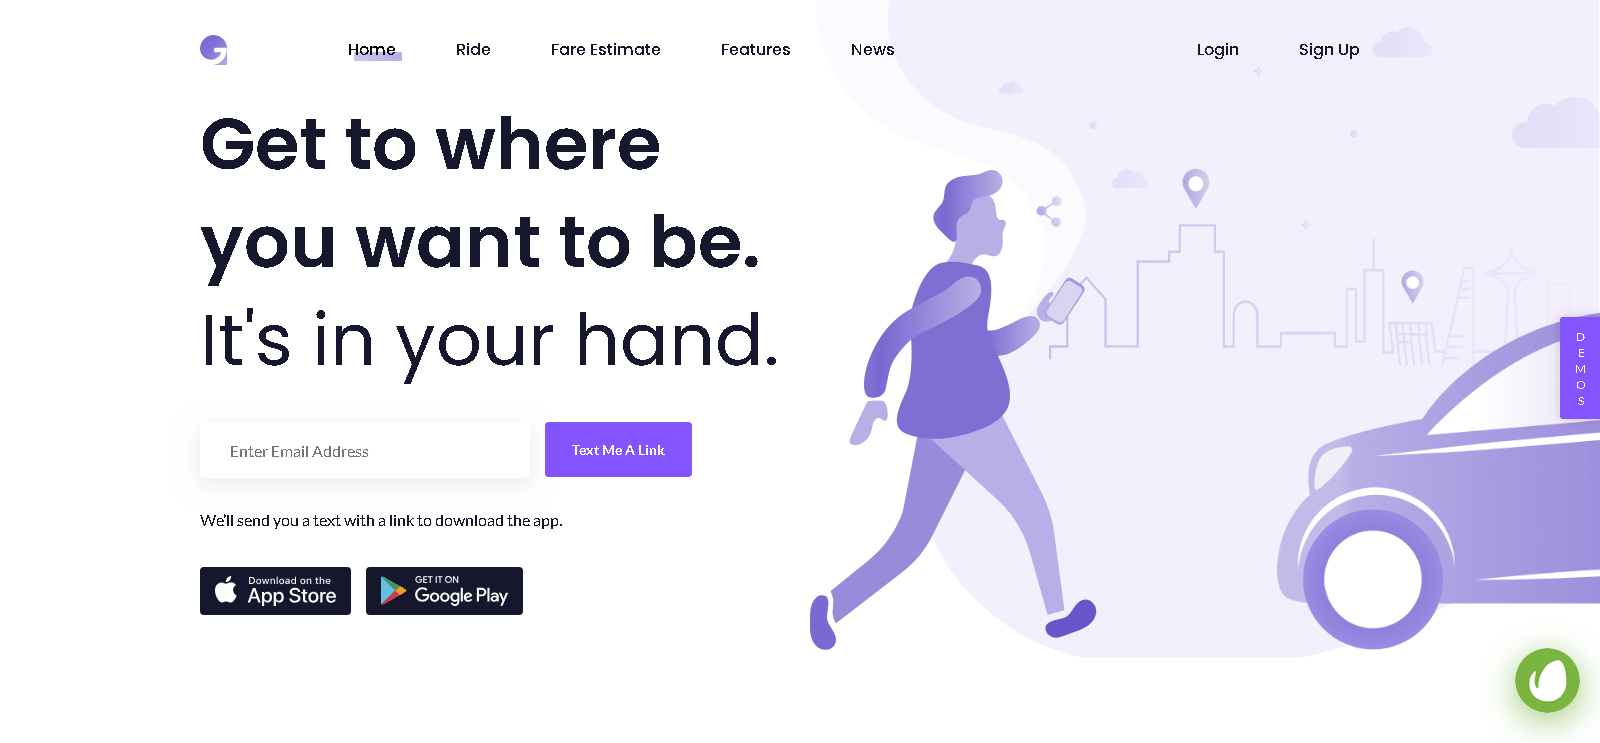 Home Ride Fare Estimate Features News Login Sign Up
Get to where
you want to be.
It's in your hand.
Enter Email Address
Text Me A Link
We'll send you a text with a link to download the app.
Download on the
App Store
GET IT ON
Google Play
D
E
M
O
S